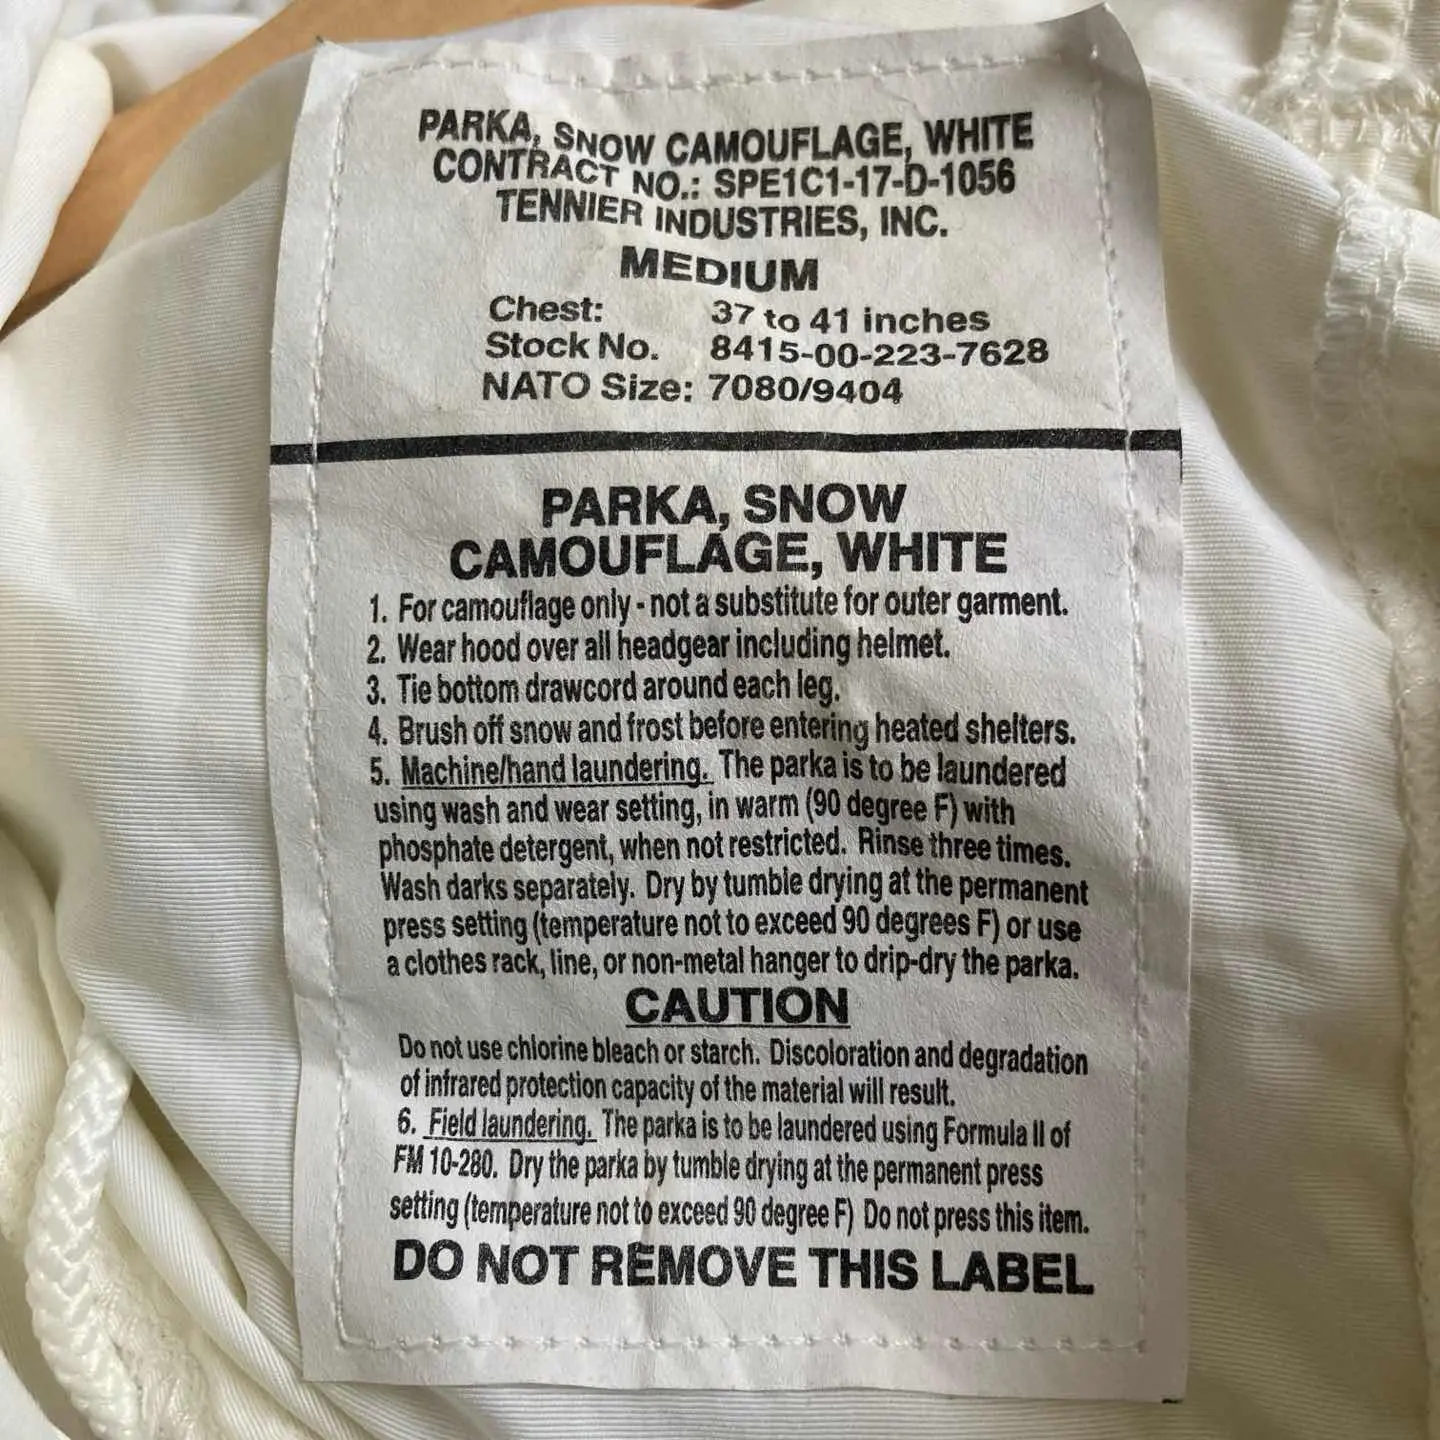 PARKA, SNOW CAMOUFLAGE, WHITE
CONTRACT NO.: SPE1C1-17-D-1056
TENNIER INDUSTRIES, INC.
MEDIUM
Chest: 37 to 41 inches
Stock No. 8415-00-223-7628
NATO Size: 7080/9404
PARKA, SNOW
CAMOUFLAGE, WHITE
1. For camouflage only - not a substitute for outer garment.
2. Wear hood over all headgear including helmet.
3. Tie bottom drawcord around each leg.
4. Brush off snow and frost before entering heated shelters.
5. Machine/hand laundering. The parka is to be laundered
using wash and wear setting, in warm (90 degree F) with
phosphate detergent, when not restricted. Rinse three times.
Wash darks separately. Dry by tumble drying at the permanent
press setting (temperature not to exceed 90 degrees F) or use
a clothes rack, line, or non-metal hanger to drip-dry the parka.
CAUTION
Do not use chlorine bleach or starch. Discoloration and degradation
of infrared protection capacity of the material will result.
6. Field laundering. The parka is to be laundered using Formula II of
FM 10-280. Dry the parka by tumble drying at the permanent press
setting (temperature not to exceed 90 degree F) Do not press this item.
DO NOT REMOVE THIS LABEL